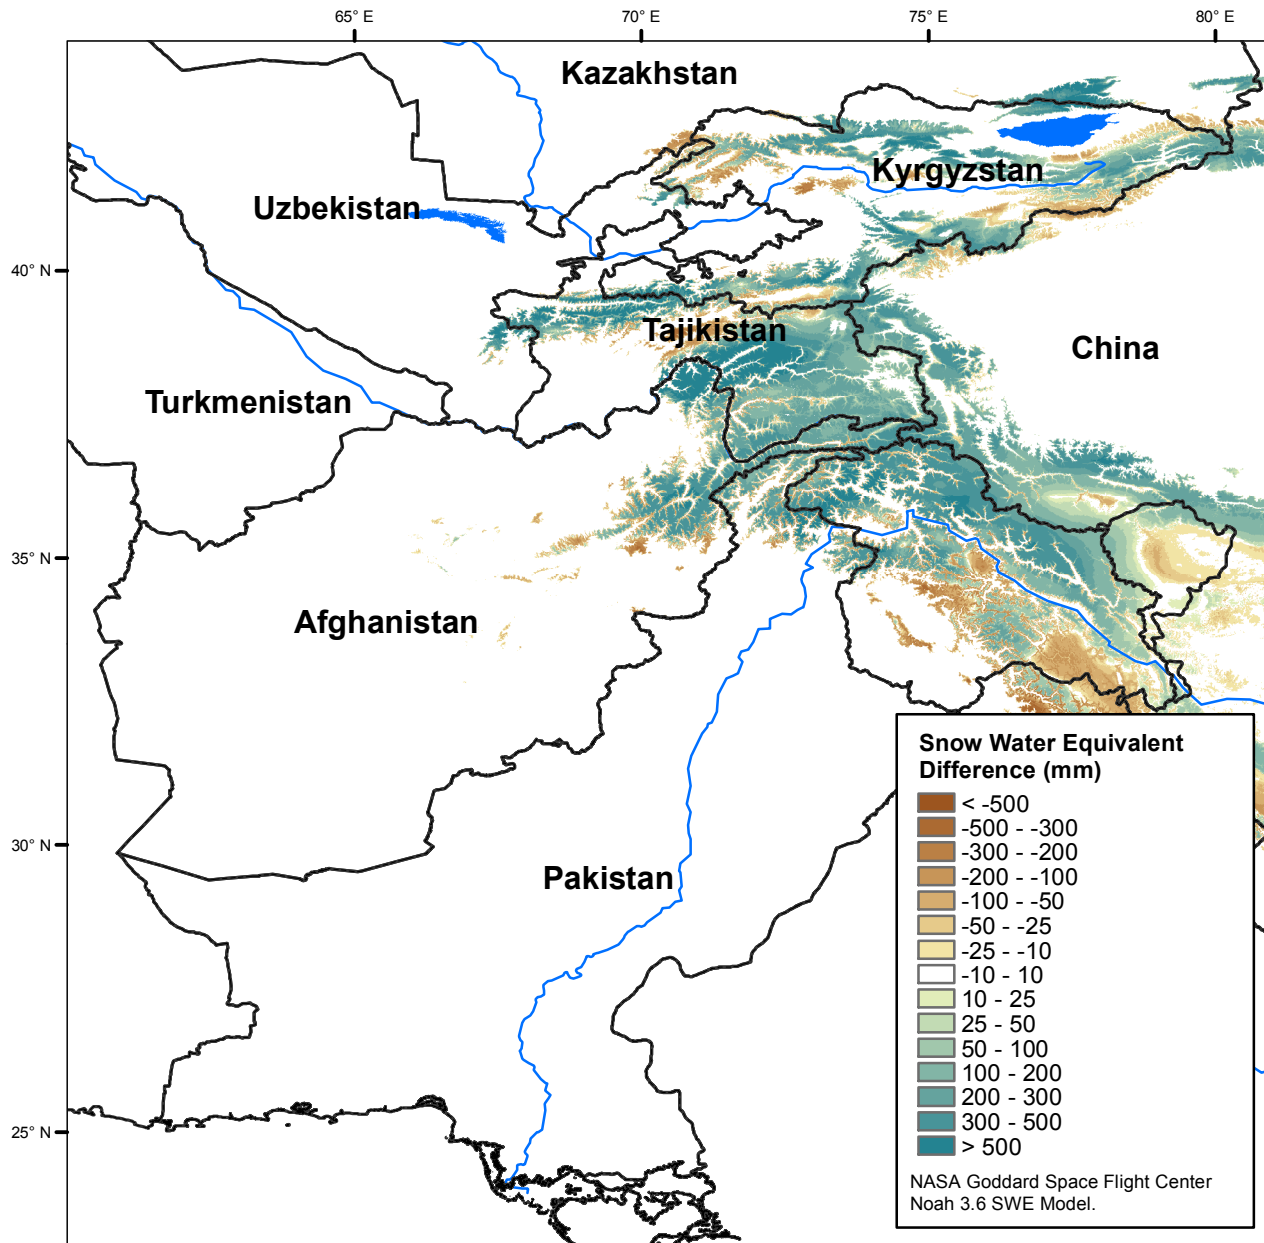 65° E
70° E
75° E
80° E
Kazakhstan
Kyrgyzstan
Uzbekistan
40° N
Tajikistan
China
Turkmenistan
35° N
Afghanistan
Snow Water Equivalent
Difference (mm)
< -500
-500 - -300
-300 - -200
-200 - -100
-100 - -50
-50 - -25
-25 - -10
-10 - 10
10 - 25
25 - 50
50 - 100
100 - 200
200 - 300
300 - 500
> 500
30° N
Pakistan
25° N
NASA Goddard Space Flight Center
Noah 3.6 SWE Model.